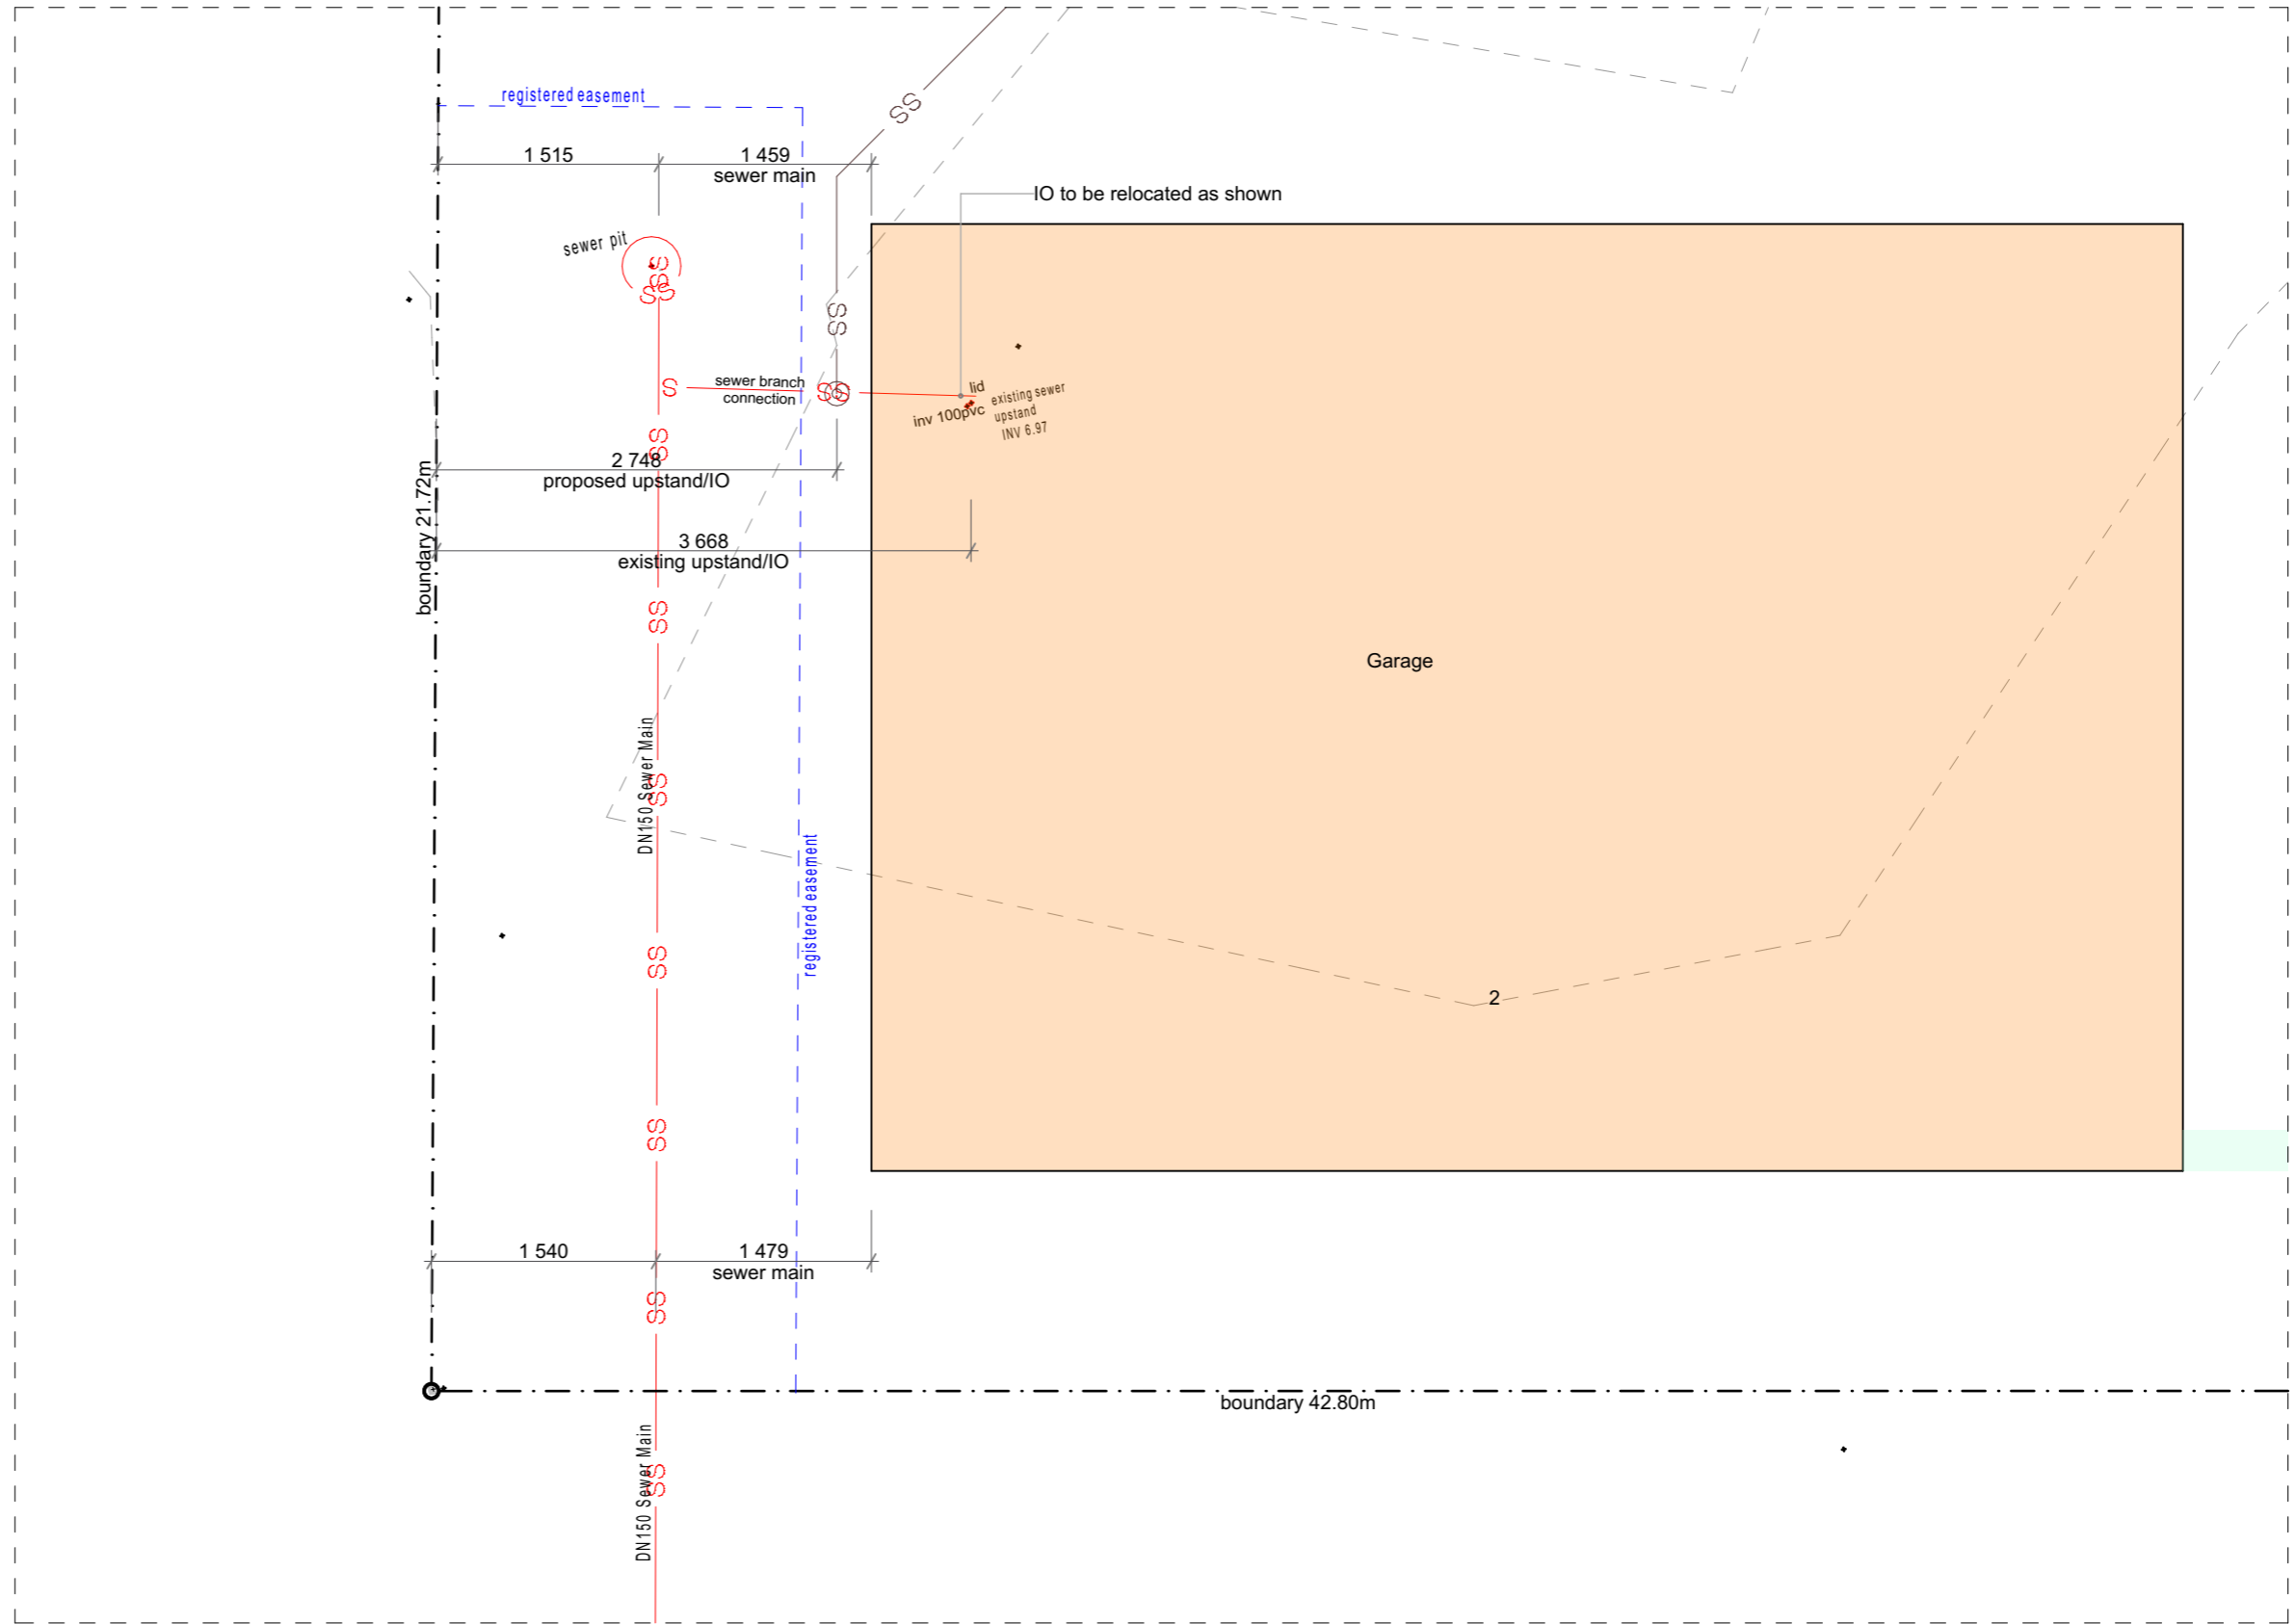 SS
registered easement
1 515
1 459
sewer main
IO to be relocated as shown
sewer pit
SS
SS
SS
S
sewer branch
connection
SS
lid
inv 100pvc
existing sewer
upstand
INV 6.97
SS
2 748
proposed upstand/IO
boundary 21.72m
3 668
existing upstand/IO
SS
Garage
DN150 Sewer Main
SS
registered easement
SS
2
SS
1 540
1 479
sewer main
SS
boundary 42.80m
DN150 Sewer Main
SS